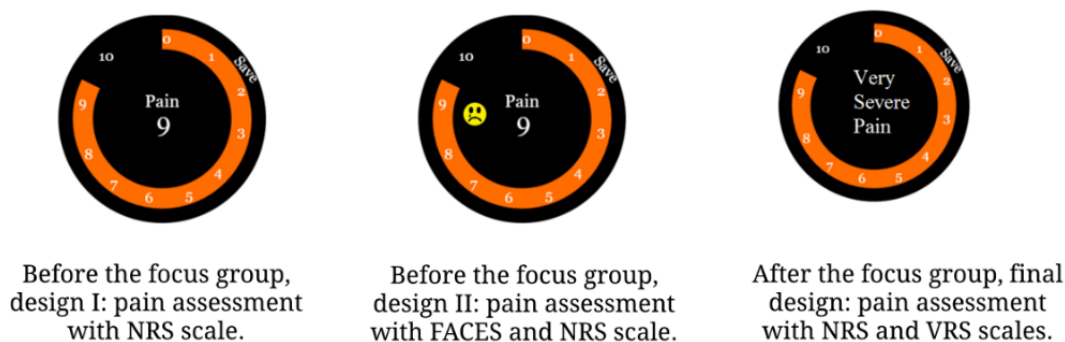 0
1
Save
2
3
4
5
6
7
8
9
10
Pain
9
0
1
Save
2
3
4
5
6
7
8
9
10
Pain
9
0
1
Save
2
3
4
5
6
7
8
9
10
Very
Severe
Pain
Before the focus group,
design I: pain assessment
with NRS scale.
Before the focus group,
design II: pain assessment
with FACES and NRS scale.
After the focus group, final
design: pain assessment
with NRS and VRS scales.